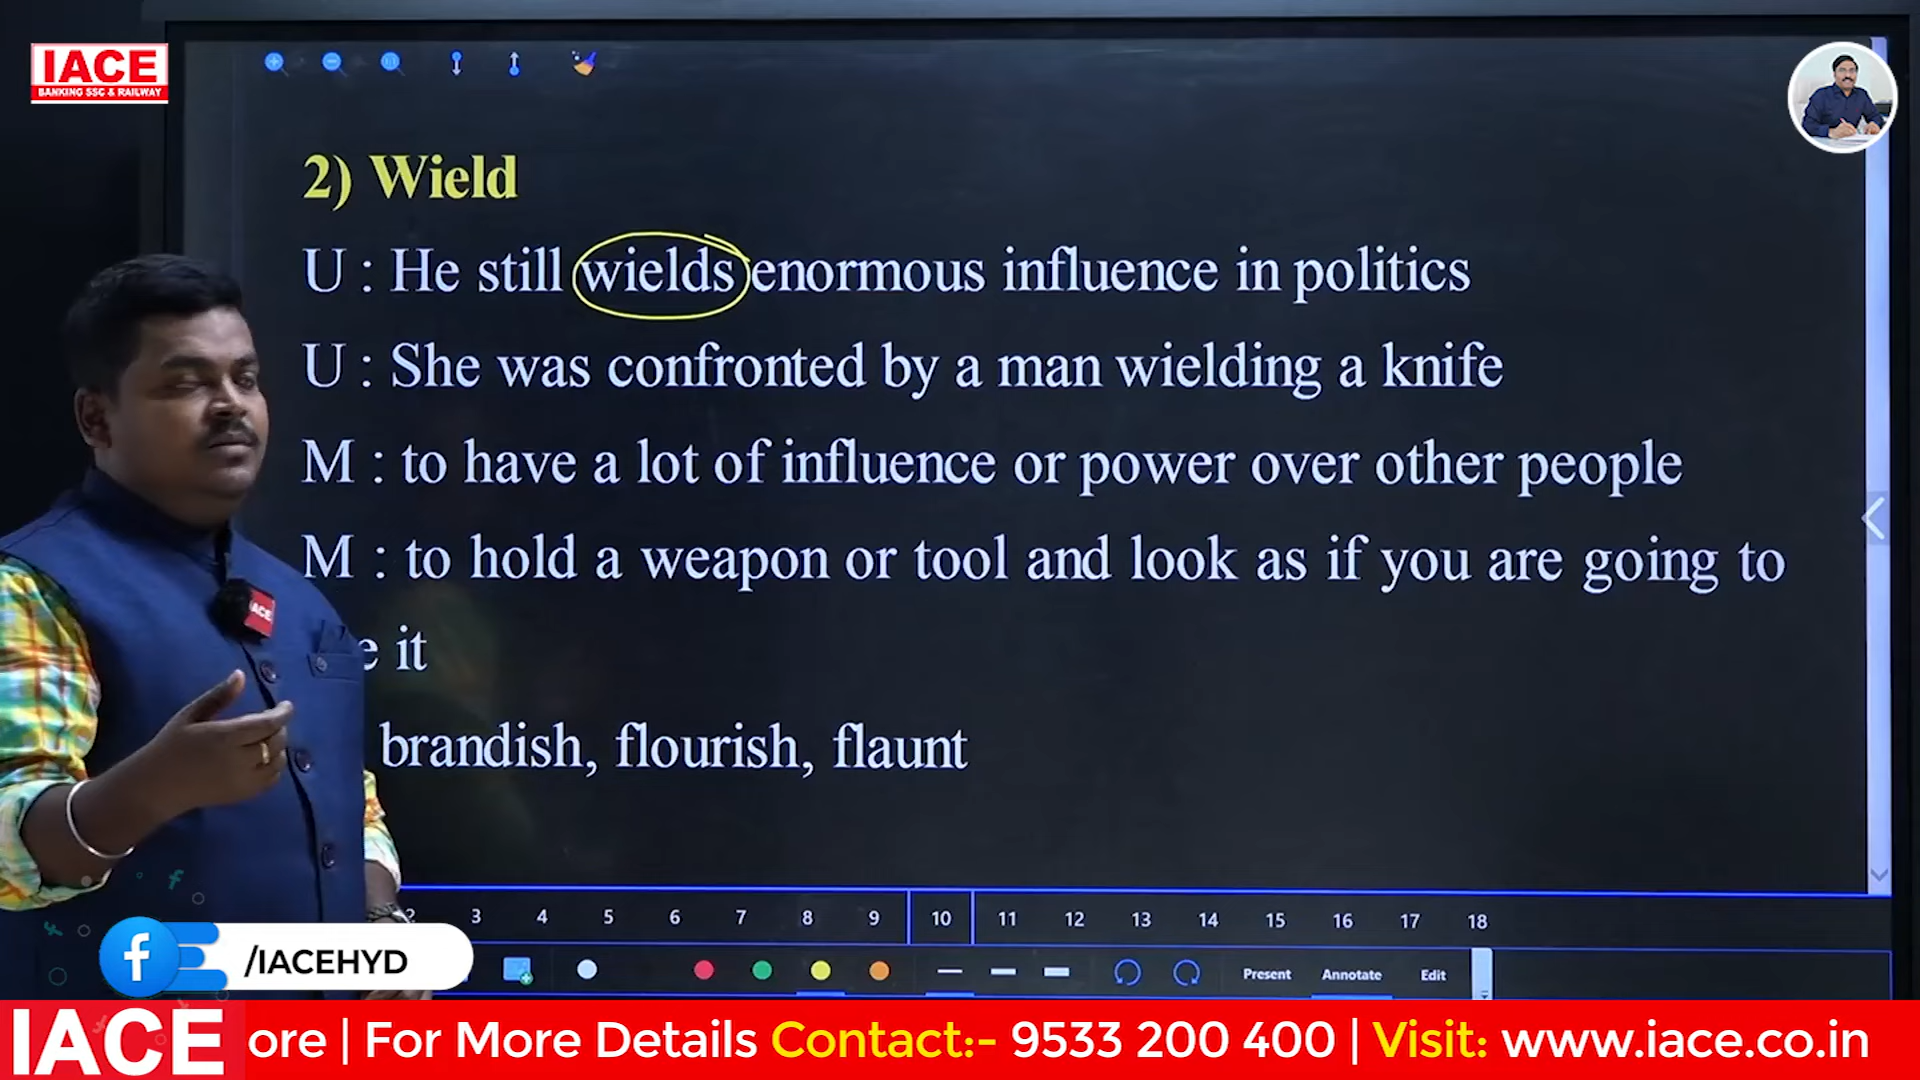 IACE
BANKING SSC & RAILWAY
2) Wield
U : He still wields enormous influence in politics
U : She was confronted by a man wielding a knife
M : to have a lot of influence or power over other people
M : to hold a weapon or tool and look as if you are going to
e it
brandish, flourish, flaunt
IACE
2 3 4 5 6 7 8 9 10 11 12 13 14 15 16 17 18
Present Annotate Edit
f /IACEHYD
IACE ore | For More Details Contact:- 9533 200 400 | Visit: www.iace.co.in